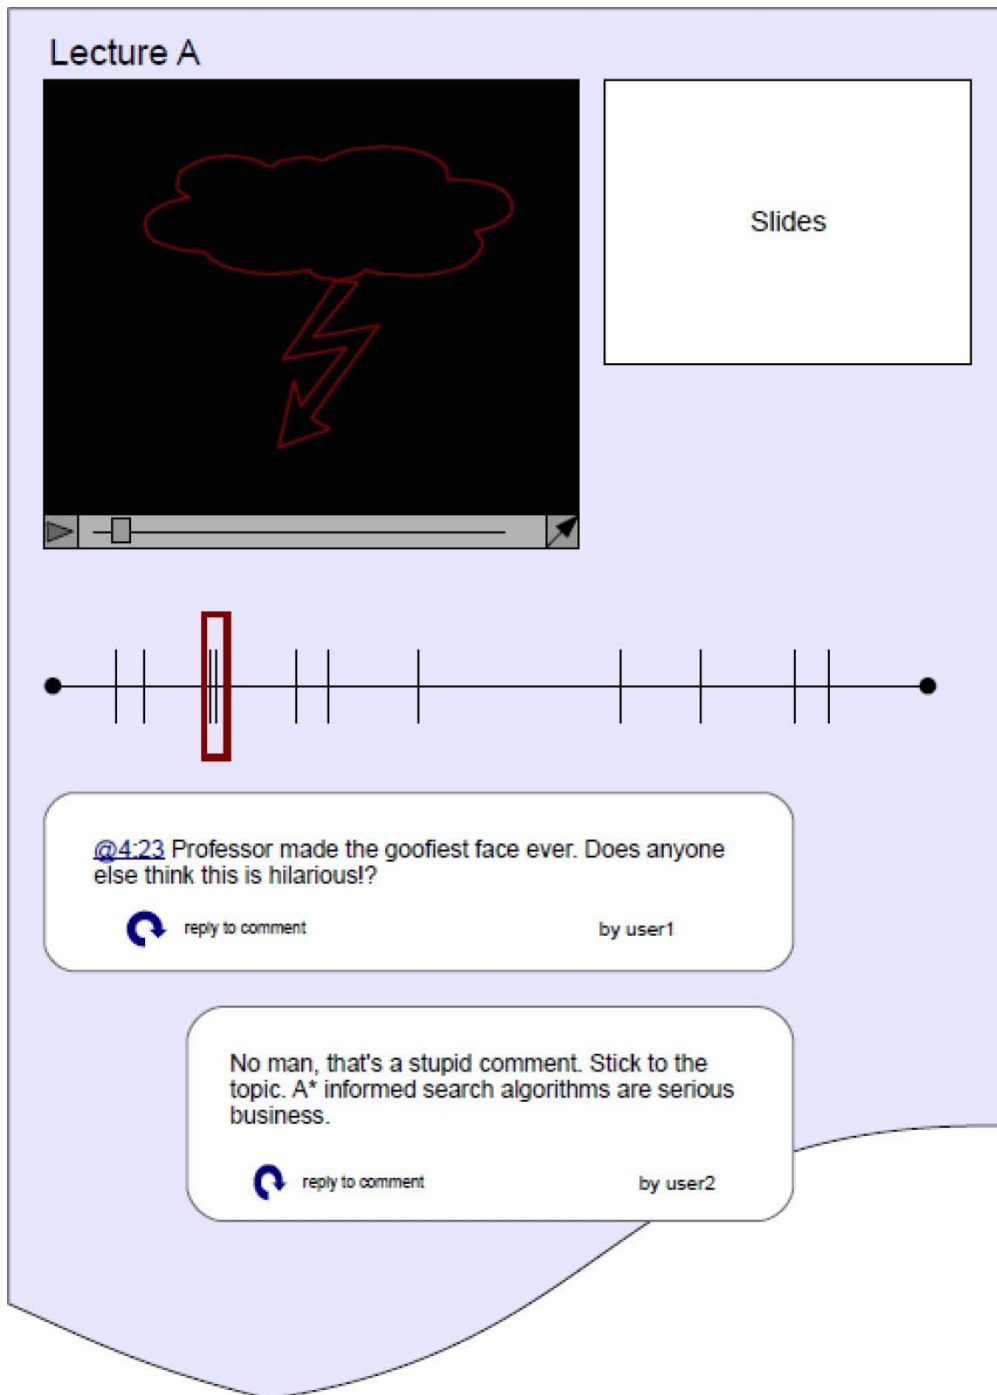 Lecture A
Slides
@4:23 Professor made the goofiest face ever. Does anyone
else think this is hilarious!?
reply to comment by user1
No man, that's a stupid comment. Stick to the
topic. A* informed search algorithms are serious
business.
reply to comment by user2